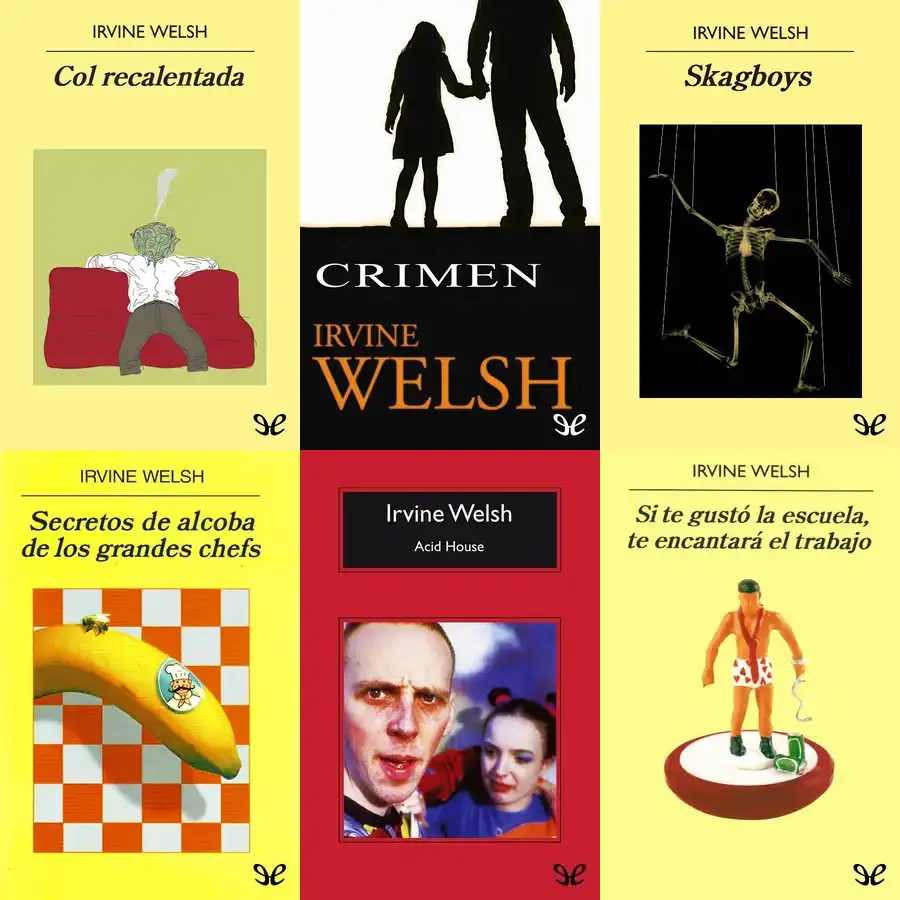 IRVINE WELSH
Col recalentada
CRIMEN
IRVINE
WELSH
IRVINE WELSH
Skagboys
IRVINE WELSH
Secretos de alcoba
de los grandes chefs
Irvine Welsh
Acid House
IRVINE WELSH
Si te gustó la escuela,
te encantará el trabajo